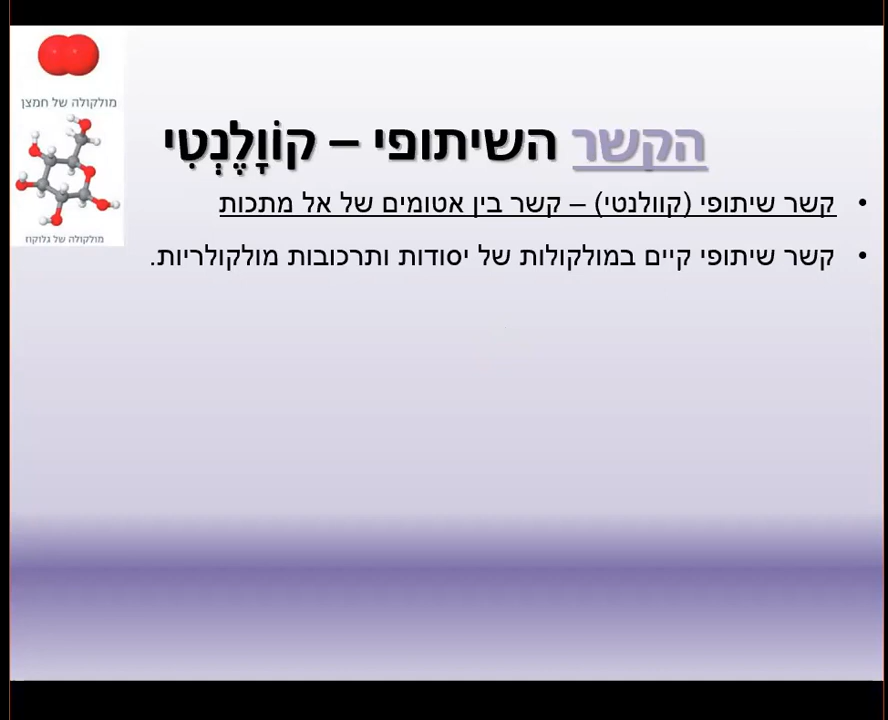 מולקולה של חמצן
הקשר השיתופי – קוֹוָלֶנְטִי
קשר שיתופי (קוולנטי) – קשר בין אטומים של אל מתכות
קשר שיתופי קיים במולקולות של יסודות ותרכובות מולקולריות.
מולקולה של גלוקוז